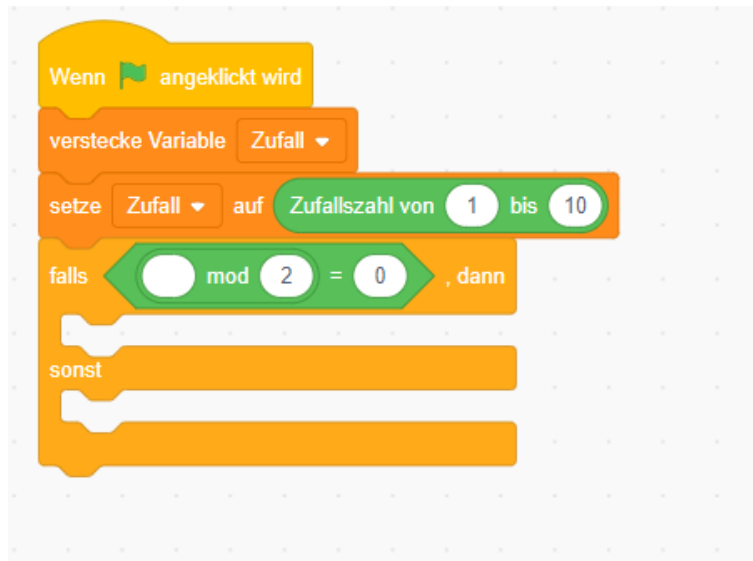 Wenn angeklickt wird
verstecke Variable Zufall
setze Zufall auf Zufallszahl von 1 bis 10
falls mod 2 = 0 , dann
sonst